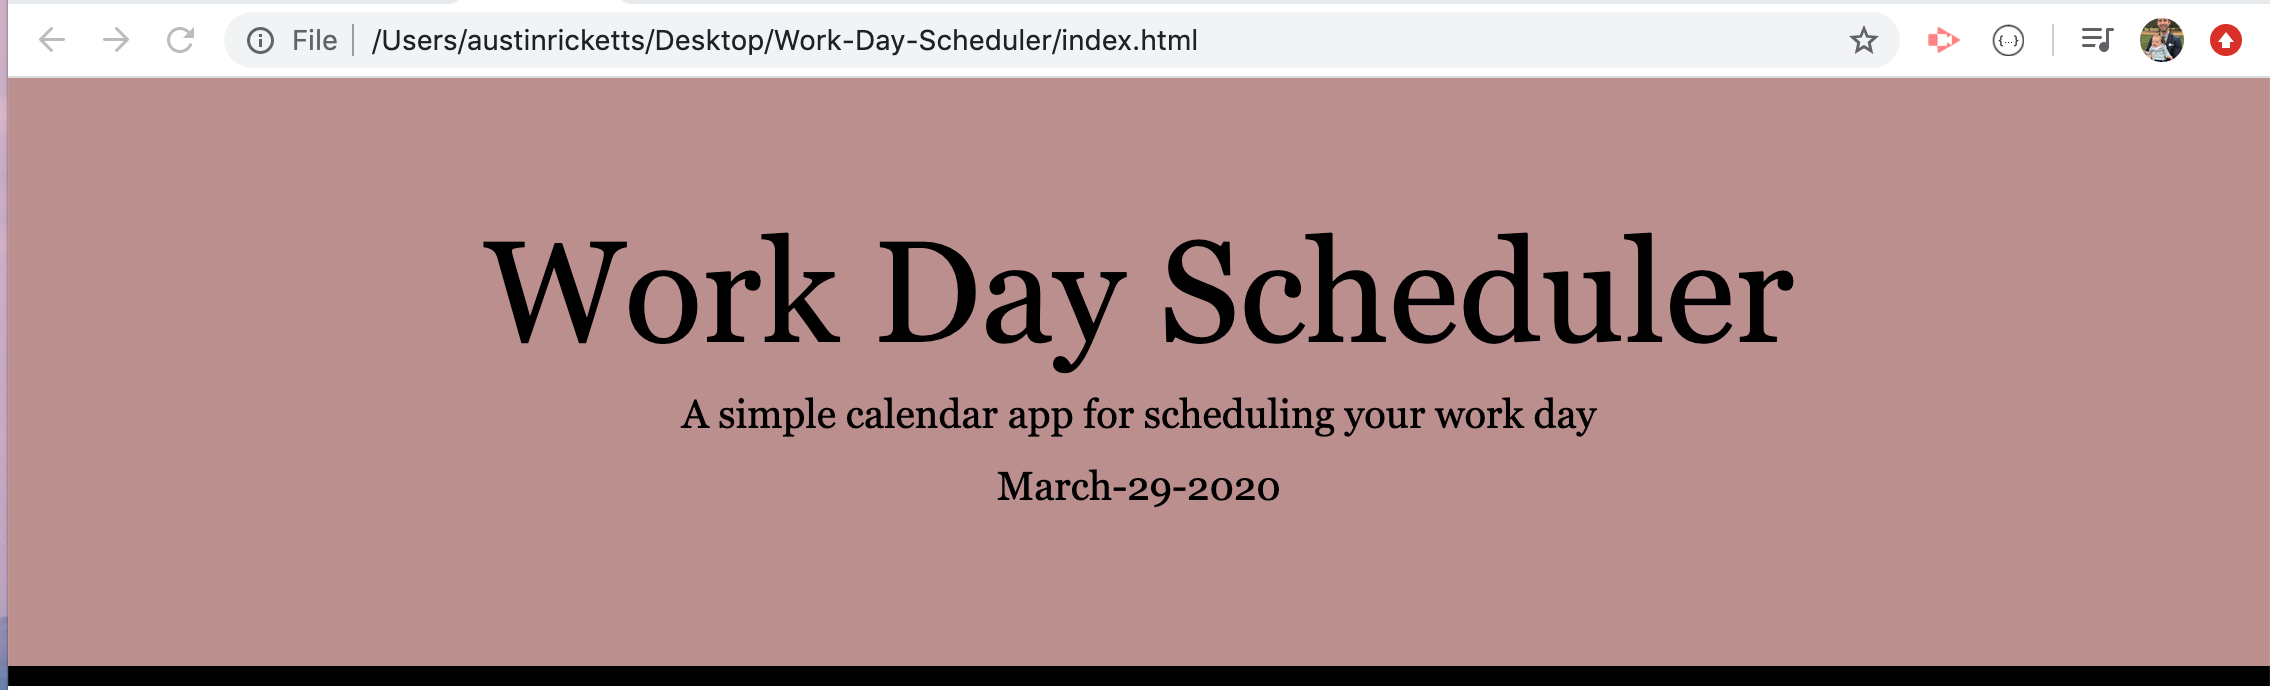 File /Users/austinricketts/Desktop/Work-Day-Scheduler/index.html
Work Day Scheduler
A simple calendar app for scheduling your work day
March-29-2020